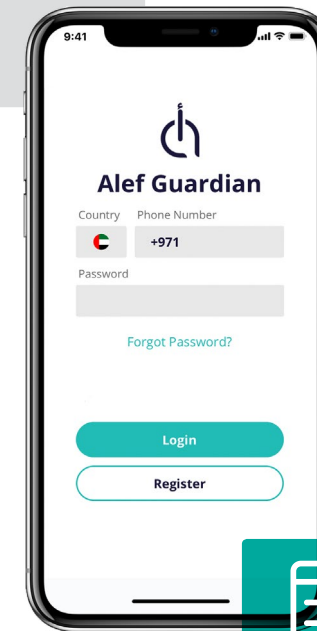 9:41
Alef Guardian
Country Phone Number
+971
Password
Forgot Password?
Login
Register